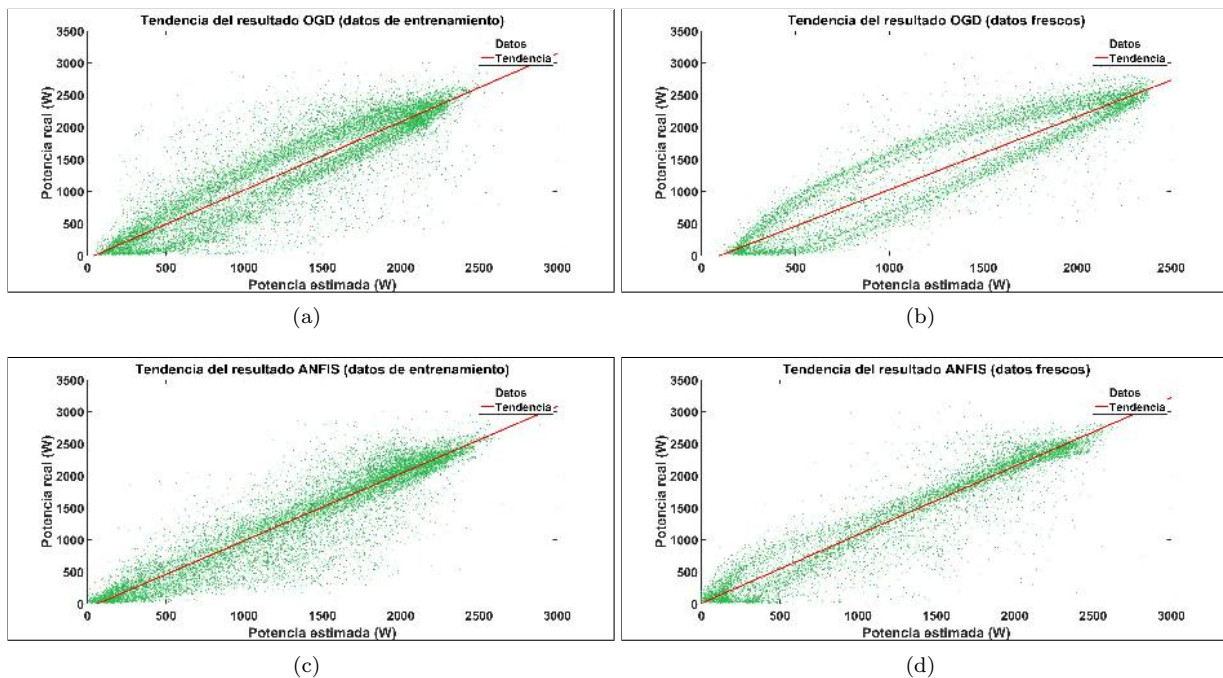 Tendencia del resultado OGD (datos de entrenamiento)
3500
3000
2500
2000
1500
1000
500
0
Potencia real (W)
Datos
Tendencia
0 500 1000 1500 2000 2500 3000
Potencia estimada (W)
(a)
Tendencia del resultado OGD (datos frescos)
3500
3000
2500
2000
1500
1000
500
0
Potencia real (W)
Datos
Tendencia
0 500 1000 1500 2000 2500
Potencia estimada (W)
(b)
Tendencia del resultado ANFIS (datos de entrenamiento)
3500
3000
2500
2000
1500
1000
500
0
Potencia real (W)
Datos
Tendencia
0 500 1000 1500 2000 2500 3000
Potencia estimada (W)
(c)
Tendencia del resultado ANFIS (datos frescos)
3500
3000
2500
2000
1500
1000
500
0
Potencia real (W)
Datos
Tendencia
0 500 1000 1500 2000 2500 3000
Potencia estimada (W)
(d)